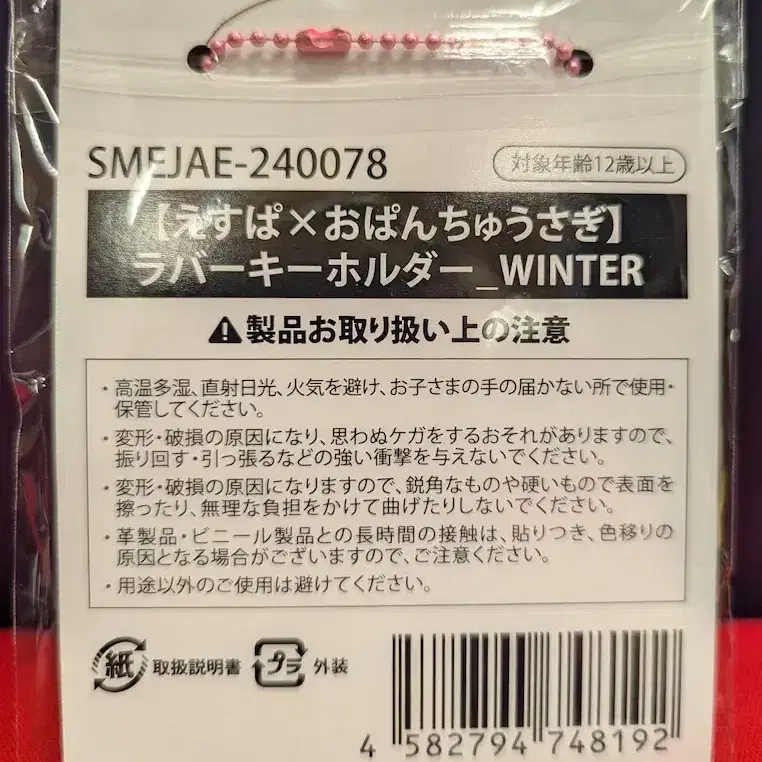 SMEJAE-240078
対象年齢12歳以上
【えすぱ×おぱんちゅうさぎ】
ラバーキーホルダー_WINTER
製品お取り扱い上の注意
・高温多湿、直射日光、火気を避け、お子さまの手の届かない所で使用・
保管してください。
・変形・破損の原因になり、思わぬケガをするおそれがありますので、
振り回す・引っ張るなどの強い衝撃を与えないでください。
・変形・破損の原因になりますので、鋭角なものや硬いもので表面を
擦ったり、無理な負担をかけて曲げたりしないでください。
・革製品・ビニール製品との長時間の接触は、貼りつき、色移りの
原因となる場合がございますので、ご注意ください。
・用途以外のご使用は避けてください。
紙 取扱説明書 プラ 外装
4 582794 748192